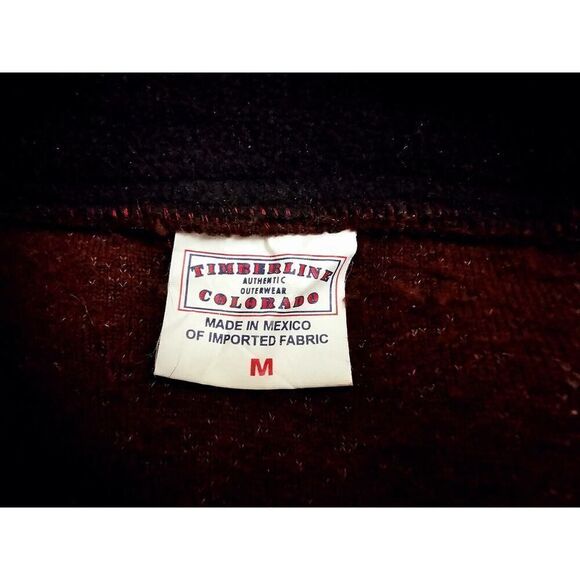 TIMBERLINE
AUTHENTIC
OUTERWEAR
COLORADO
MADE IN MEXICO
OF IMPORTED FABRIC
M